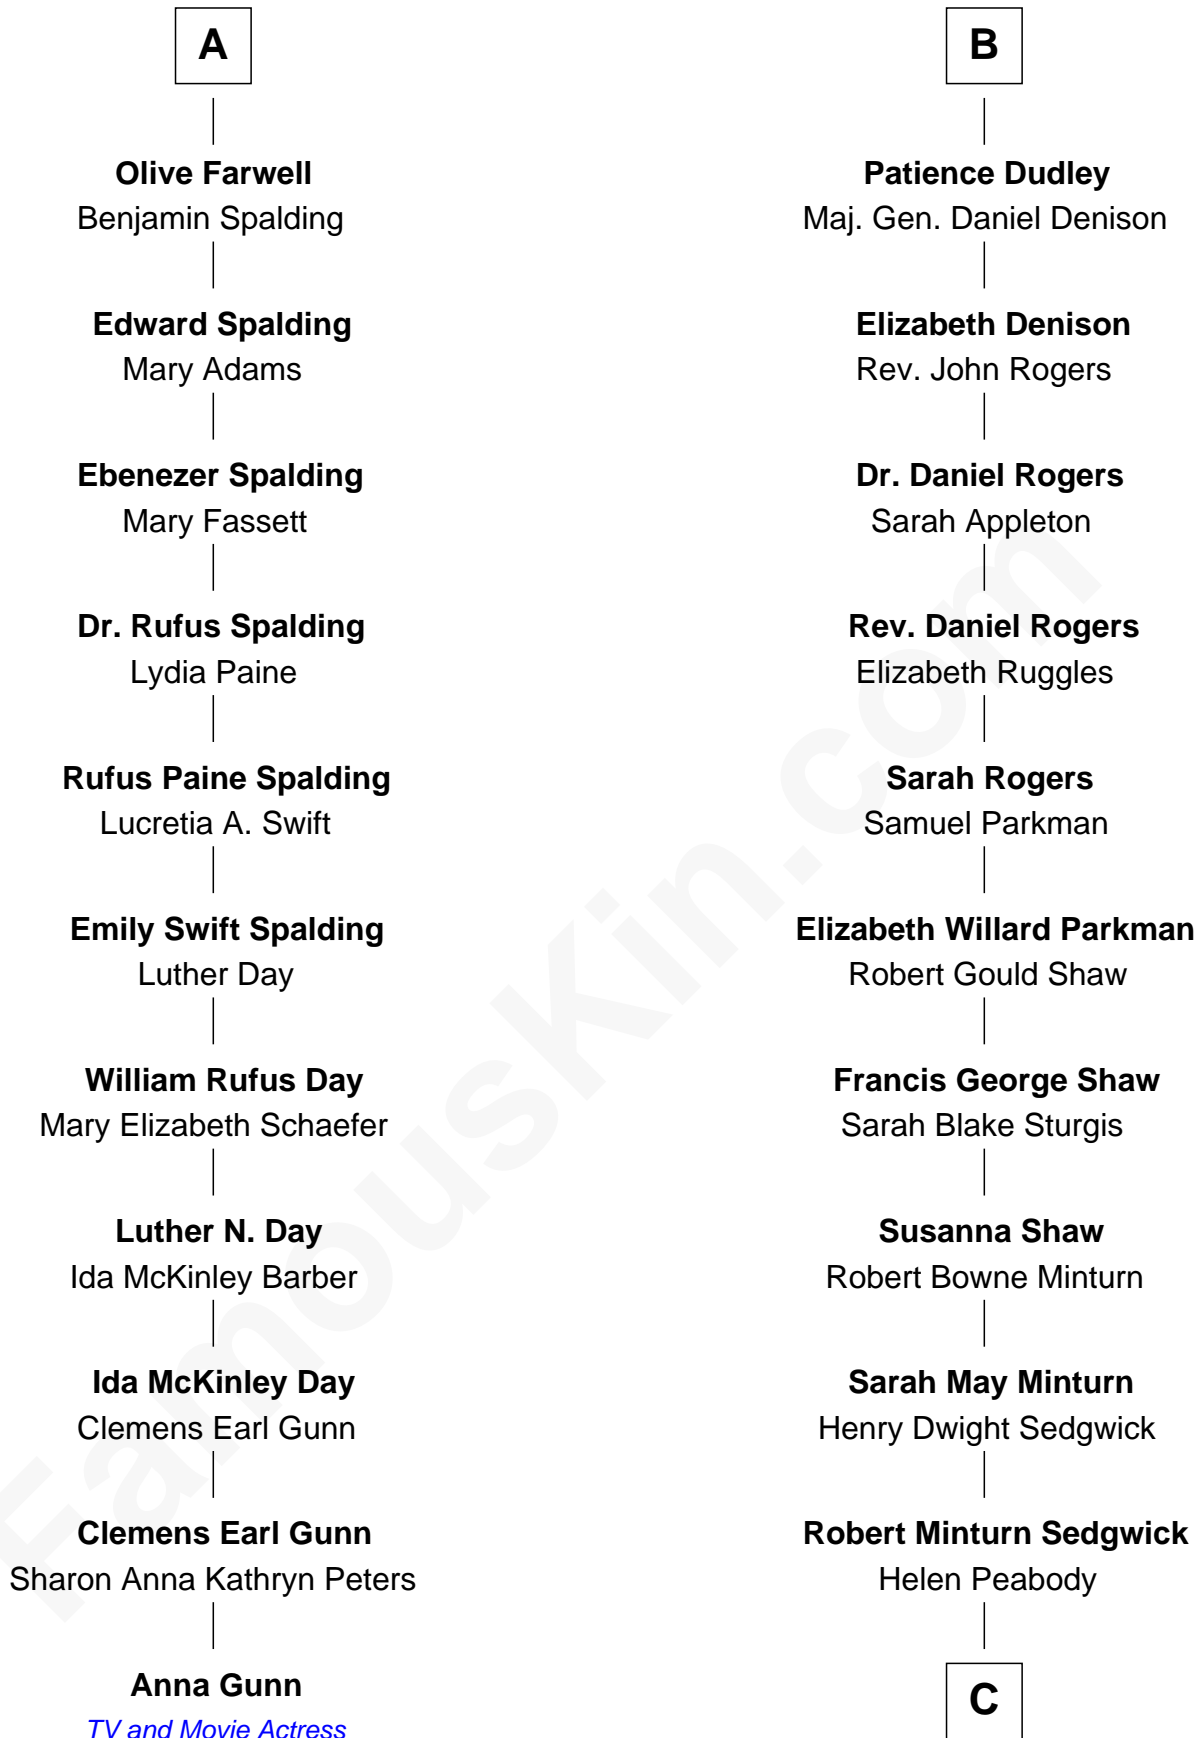 A
Olive Farwell
Benjamin Spalding
Edward Spalding
Mary Adams
Ebenezer Spalding
Mary Fassett
Dr. Rufus Spalding
Lydia Paine
Rufus Paine Spalding
Lucretia A. Swift
Emily Swift Spalding
Luther Day
William Rufus Day
Mary Elizabeth Schaefer
Luther N. Day
Ida McKinley Barber
Ida McKinley Day
Clemens Earl Gunn
Clemens Earl Gunn
Sharon Anna Kathryn Peters
Anna Gunn
TV and Movie Actress
B
Patience Dudley
Maj. Gen. Daniel Denison
Elizabeth Denison
Rev. John Rogers
Dr. Daniel Rogers
Sarah Appleton
Rev. Daniel Rogers
Elizabeth Ruggles
Sarah Rogers
Samuel Parkman
Elizabeth Willard Parkman
Robert Gould Shaw
Francis George Shaw
Sarah Blake Sturgis
Susanna Shaw
Robert Bowne Minturn
Sarah May Minturn
Henry Dwight Sedgwick
Robert Minturn Sedgwick
Helen Peabody
C
FamousKin.com